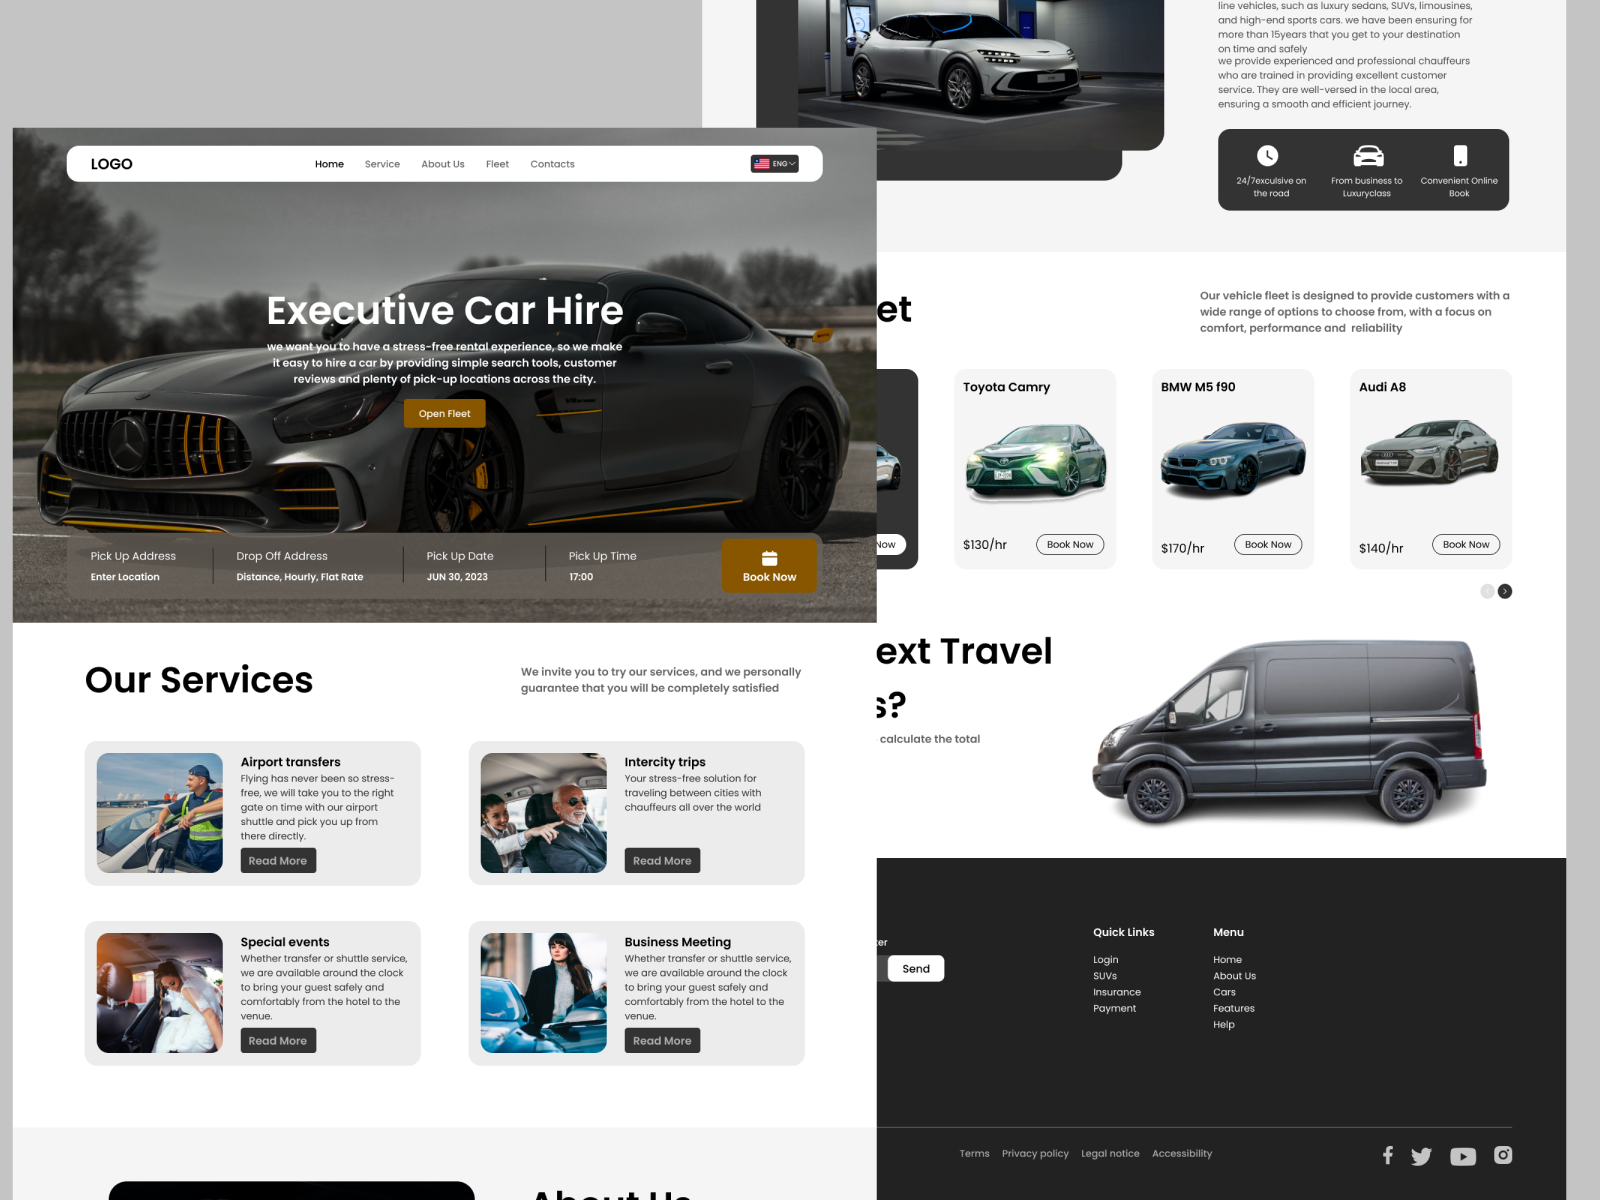 LOGO
Home
Service
About Us
Fleet
Contacts
ENG
Executive Car Hire
we want you to have a stress-free rental experience, so we make
it easy to hire a car by providing simple search tools, customer
reviews and plenty of pick-up locations across the city.
Open Fleet
Pick Up Address
Enter Location
Drop Off Address
Distance, Hourly, Flat Rate
Pick Up Date
JUN 30, 2023
Pick Up Time
17:00
Book Now
Our Services
We invite you to try our services, and we personally
guarantee that you will be completely satisfied
Airport transfers
Flying has never been so stress-
free, we will take you to the right
gate on time with our airport
shuttle and pick you up from
there directly.
Read More
Intercity trips
Your stress-free solution for
traveling between cities with
chauffeurs all over the world
Read More
Special events
Whether transfer or shuttle service,
we are available around the clock
to bring your guest safely and
comfortably from the hotel to the
venue.
Read More
Business Meeting
Whether transfer or shuttle service,
we are available around the clock
to bring your guest safely and
comfortably from the hotel to the
venue.
Read More
About Us
line vehicles, such as luxury sedans, SUVs, limousines,
and high-end sports cars. we have been ensuring for
more than 15years that you get to your destination
on time and safely
we provide experienced and professional chauffeurs
who are trained in providing excellent customer
service. They are well-versed in the local area,
ensuring a smooth and efficient journey.
24/7exculsive on
the road
From business to
Luxuryclass
Convenient Online
Book
et
Our vehicle fleet is designed to provide customers with a
wide range of options to choose from, with a focus on
comfort, performance and reliability
Now
Toyota Camry
$130/hr
Book Now
BMW M5 f90
$170/hr
Book Now
Audi A8
$140/hr
Book Now
ext Travel
s?
calculate the total
ter
Send
Quick Links
Login
SUVs
Insurance
Payment
Menu
Home
About Us
Cars
Features
Help
Terms
Privacy policy
Legal notice
Accessibility